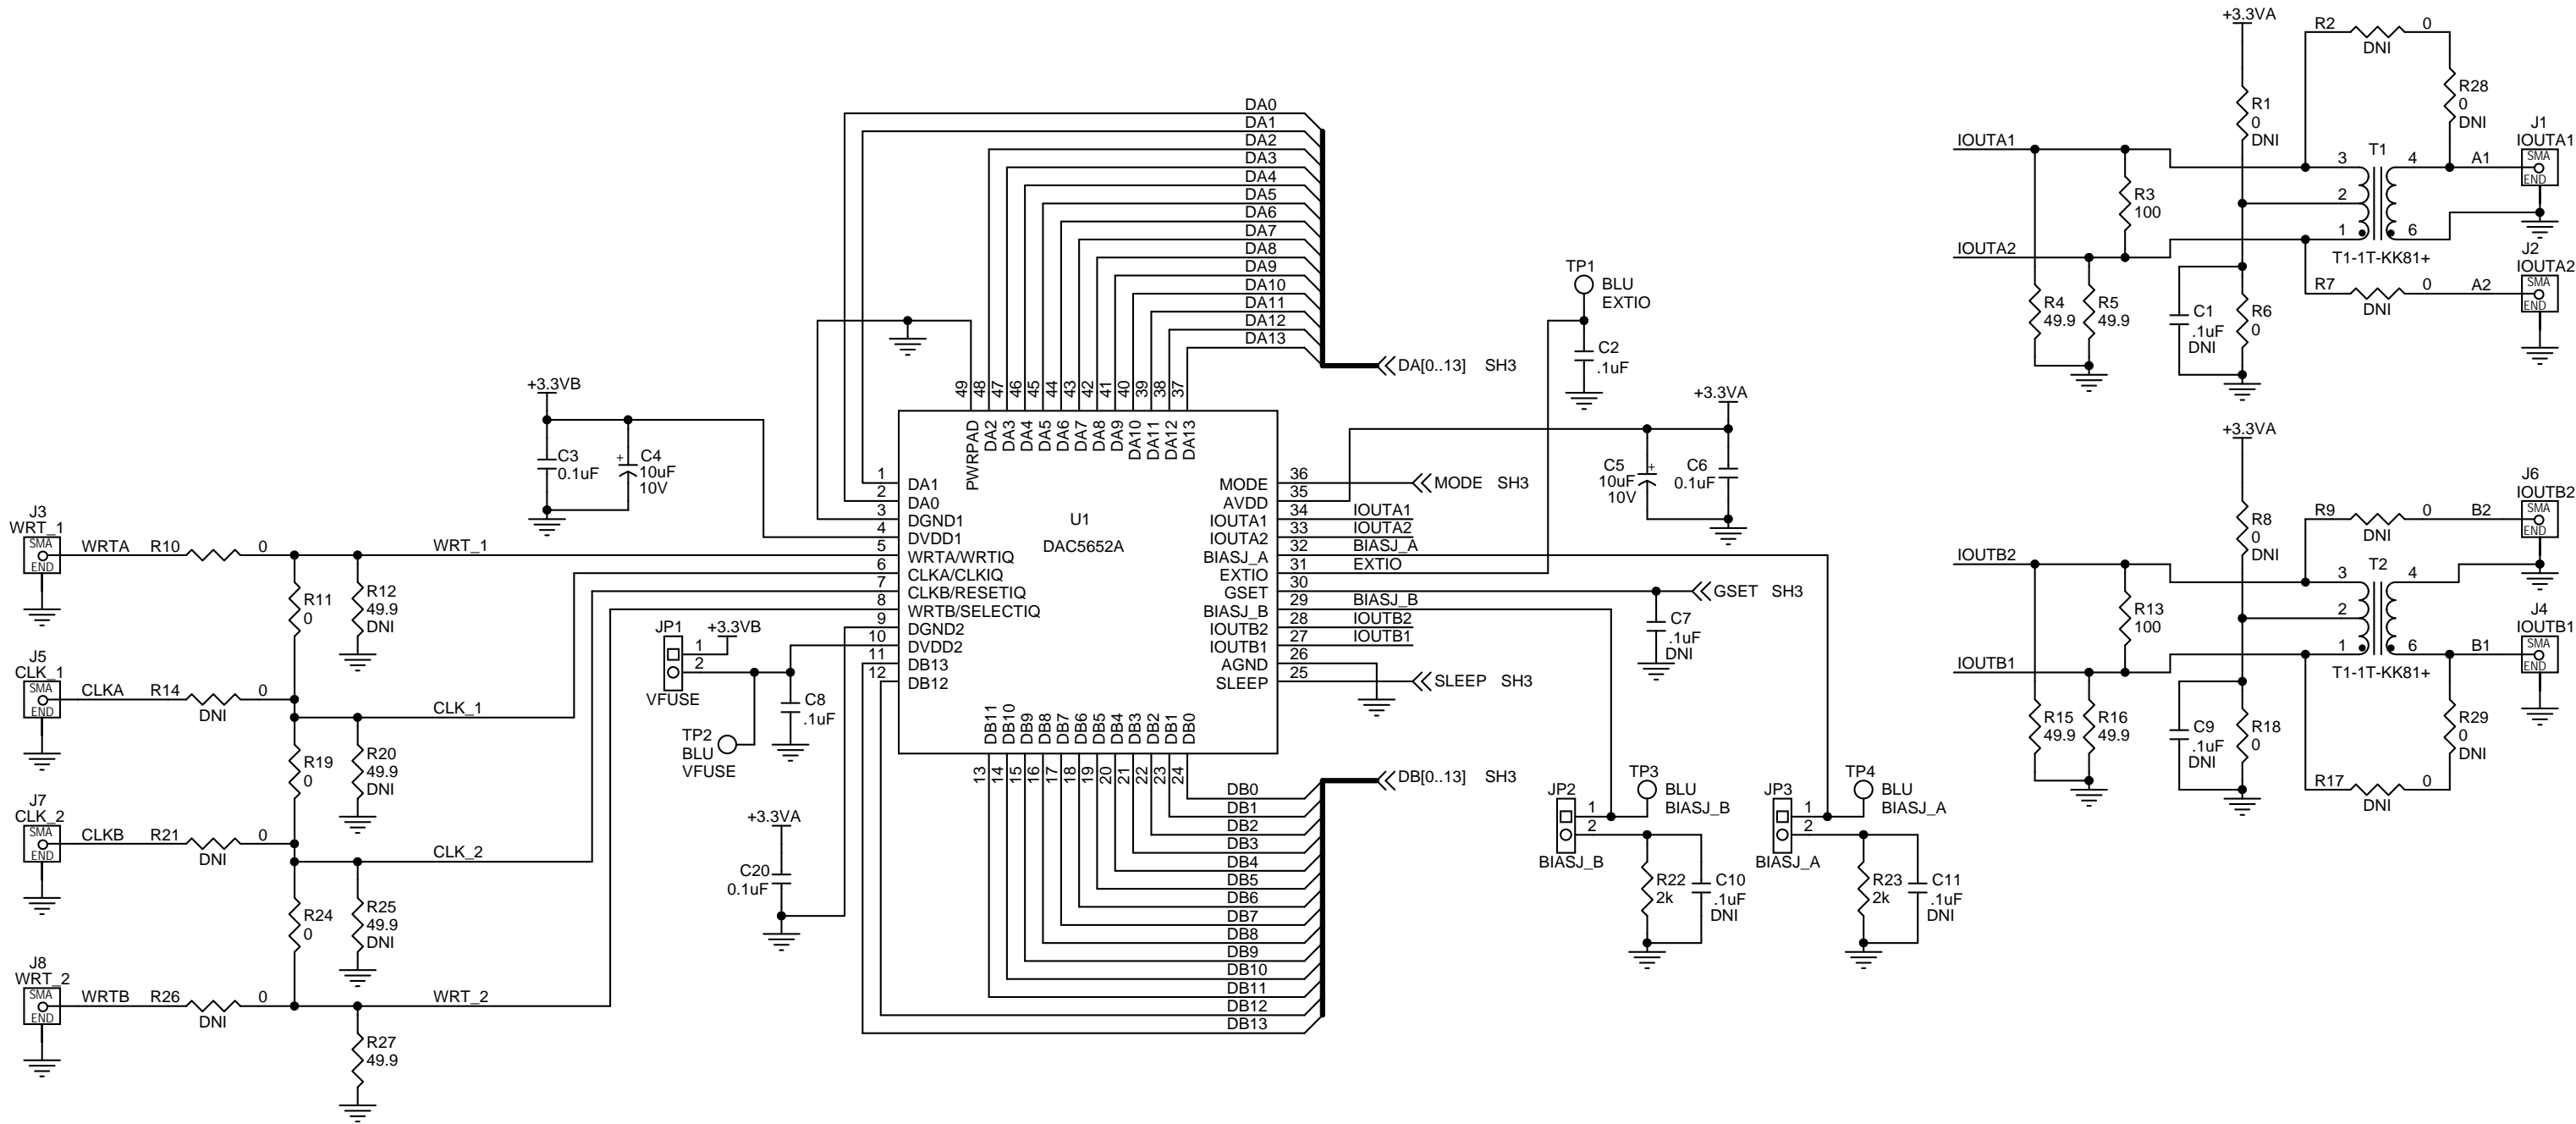 DA0
DA1
DA2
DA3
DA4
DA5
DA6
DA7
DA8
DA9
DA10
DA11
DA12
DA13
DA[0..13] SH3
49
48
47
46
45
44
43
42
41
40
39
38
37
PWRPAD
DA2
DA3
DA4
DA5
DA6
DA7
DA8
DA9
DA10
DA11
DA12
DA13
U1
DAC5652A
1 DA1
2 DA0
3 DGND1
4 DVDD1
5 WRTA/WRTIQ
6 CLKA/CLKIQ
7 CLKB/RESETIQ
8 WRTB/SELECTIQ
9 DGND2
10 DVDD2
11 DB13
12 DB12
MODE 36 MODE SH3
AVDD 35
IOUTA1 34 IOUTA1
IOUTA2 33 IOUTA2
BIASJ_A 32 BIASJ_A
EXTIO 31 EXTIO
GSET 30 GSET SH3
BIASJ_B 29 BIASJ_B
IOUTB2 28 IOUTB2
IOUTB1 27 IOUTB1
AGND 26
SLEEP 25 SLEEP SH3
DB11
DB10
DB9
DB8
DB7
DB6
DB5
DB4
DB3
DB2
DB1
DB0
13
14
15
16
17
18
19
20
21
22
23
24
DB[0..13] SH3
DB0
DB1
DB2
DB3
DB4
DB5
DB6
DB7
DB8
DB9
DB10
DB11
DB12
DB13
+3.3VB
C3
0.1uF
+
C4
10uF
10V
J3
WRT_1
SMA
END
WRTA R10 0
WRT_1
R11
0
R12
49.9
DNI
J5
CLK_1
SMA
END
CLKA R14 0
DNI
CLK_1
R19
0
R20
49.9
DNI
J7
CLK_2
SMA
END
CLKB R21 0
DNI
CLK_2
R24
0
R25
49.9
DNI
J8
WRT_2
SMA
END
WRTB R26 0
DNI
WRT_2
R27
49.9
JP1
+3.3VB
1
2
VFUSE
TP2
BLU
VFUSE
C8
.1uF
+3.3VA
C20
0.1uF
TP1
BLU
EXTIO
C2
.1uF
+3.3VA
C5
10uF
10V
+
C6
0.1uF
C7
.1uF
DNI
JP2
1
2
BIASJ_B
TP3
BLU
BIASJ_B
R22
2k
C10
.1uF
DNI
JP3
1
2
BIASJ_A
TP4
BLU
BIASJ_A
R23
2k
C11
.1uF
DNI
+3.3VA
R2 0
DNI
R1
0
DNI
R28
0
DNI
IOUTA1
R3
100
IOUTA2
R4
49.9
R5
49.9
T1
3
2
1
4
6
T1-1T-KK81+
A1
J1
IOUTA1
SMA
END
J2
IOUTA2
SMA
END
R7 0
DNI
A2
C1
.1uF
DNI
R6
0
+3.3VA
R8
0
DNI
R9 0
DNI
B2
J6
IOUTB2
SMA
END
IOUTB2
R13
100
IOUTB1
R15
49.9
R16
49.9
T2
3
2
1
4
6
T1-1T-KK81+
B1
J4
IOUTB1
SMA
END
C9
.1uF
DNI
R18
0
R29
0
DNI
R17 0
DNI